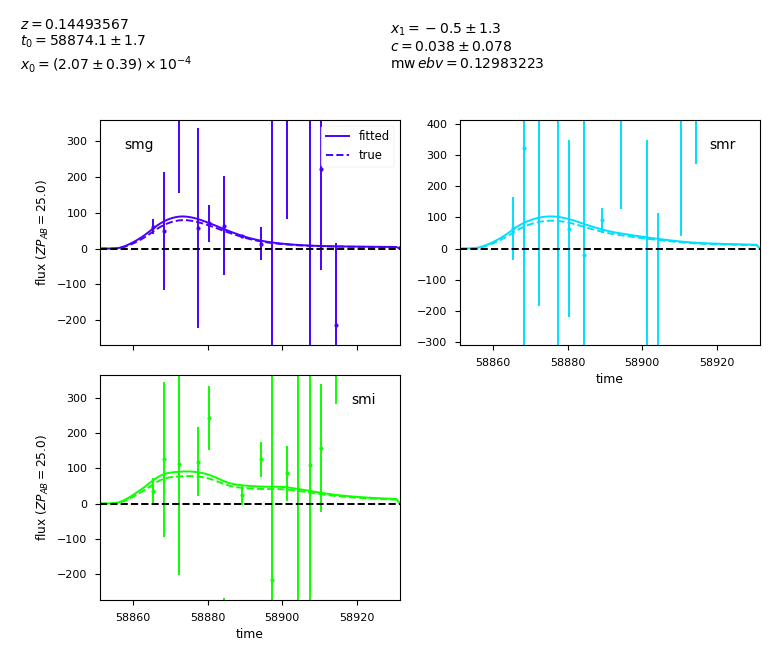 z = 0.14493567
t₀ = 58874.1 ± 1.7
x₀ = (2.07 ± 0.39) × 10⁻⁴
x₁ = −0.5 ± 1.3
c = 0.038 ± 0.078
mw ebv = 0.12983223
300
200
100
0
−100
−200
flux (ZP_AB = 25.0)
smg
fitted
true
400
300
200
100
0
−100
−200
−300
smr
58860
58880
58900
58920
time
300
200
100
0
−100
−200
flux (ZP_AB = 25.0)
smi
58860
58880
58900
58920
time